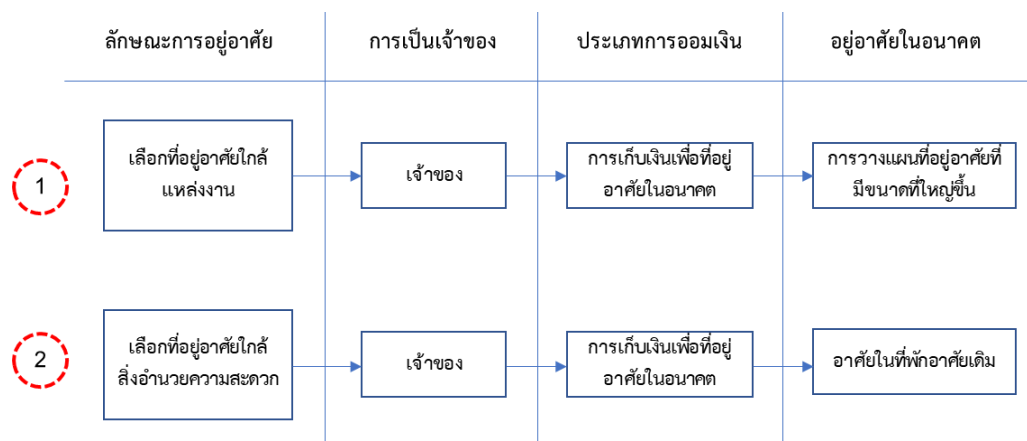 ลักษณะการอยู่อาศัย
การเป็นเจ้าของ
ประเภทการออมเงิน
อยู่อาศัยในอนาคต
1
เลือกที่อยู่อาศัยใกล้
แหล่งงาน
เจ้าของ
การเก็บเงินเพื่อที่อยู่
อาศัยในอนาคต
การวางแผนที่อยู่อาศัยที่
มีขนาดที่ใหญ่ขึ้น
2
เลือกที่อยู่อาศัยใกล้
สิ่งอำนวยความสะดวก
เจ้าของ
การเก็บเงินเพื่อที่อยู่
อาศัยในอนาคต
อาศัยในที่พักอาศัยเดิม